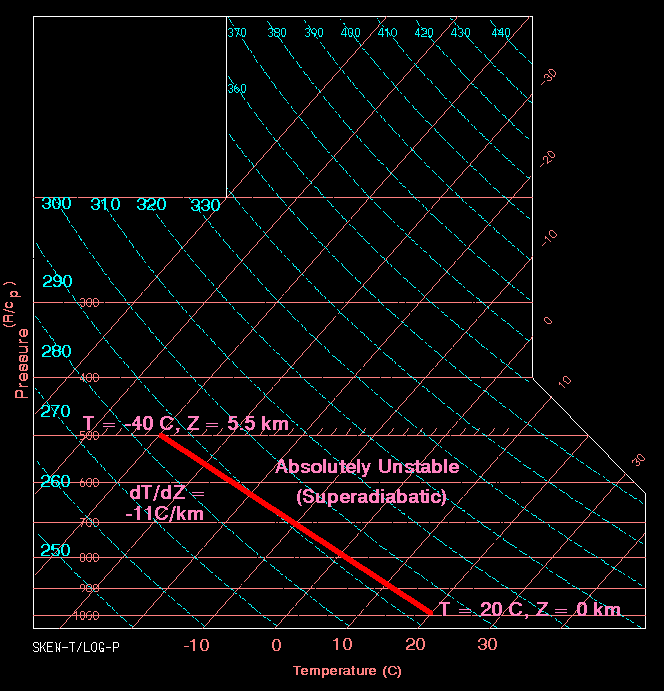 370 380 390 400 410 420 430 440
-30
360
-20
300 310 320 330
-10
290
(R/cp)
300
0
Pressure
280
400
10
270
T = -40 C, Z = 5.5 km
500
30
Absolutely Unstable
260
600
dT/dZ =
(Superadiabatic)
-11C/km
700
250
800
900
1000
T = 20 C, Z = 0 km
SKEW-T/LOG-P
-10 0 10 20 30
Temperature (C)